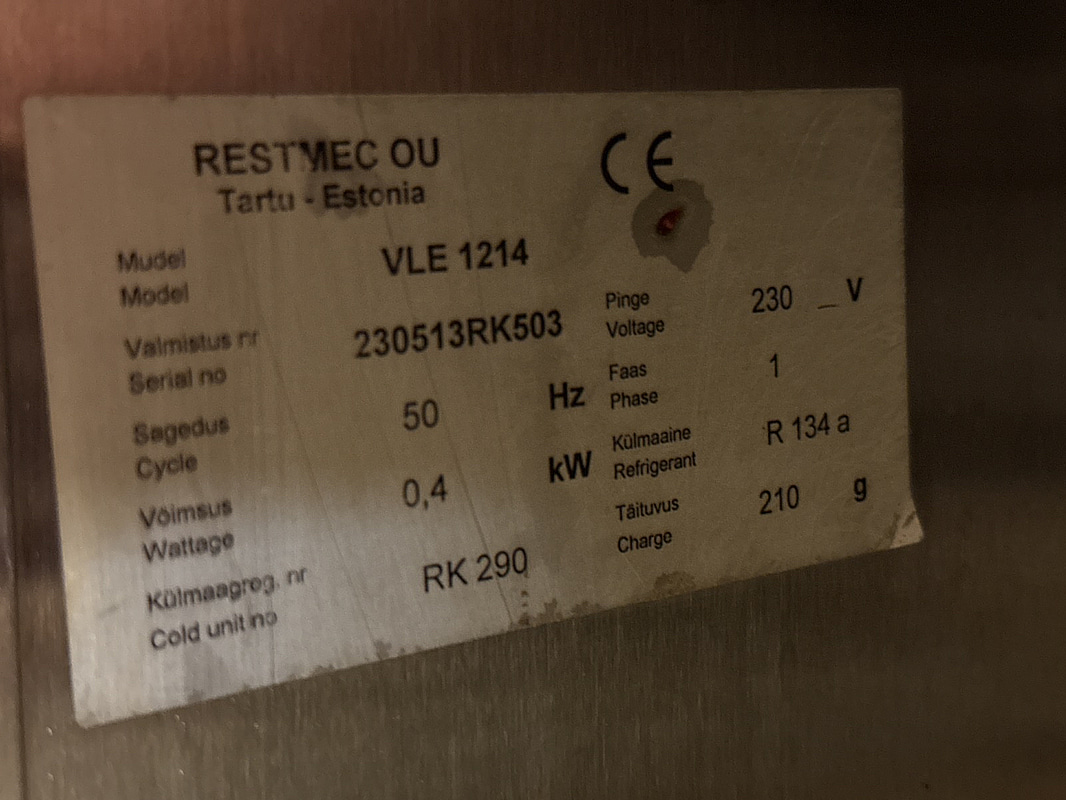 RESTMEC OU
Tartu - Estonia
CE
Mudel
Model
VLE 1214
Valmistus nr
Serial no
230513RK503
Sagedus
Cycle
50 Hz
Võimsus
Wattage
0,4 kW
Külmaagreg. nr
Cold unit no
RK 290
Pinge
Voltage
230 _ V
Faas
Phase
1
Külmaaine
Refrigerant
R 134 a
Täituvus
Charge
210 g